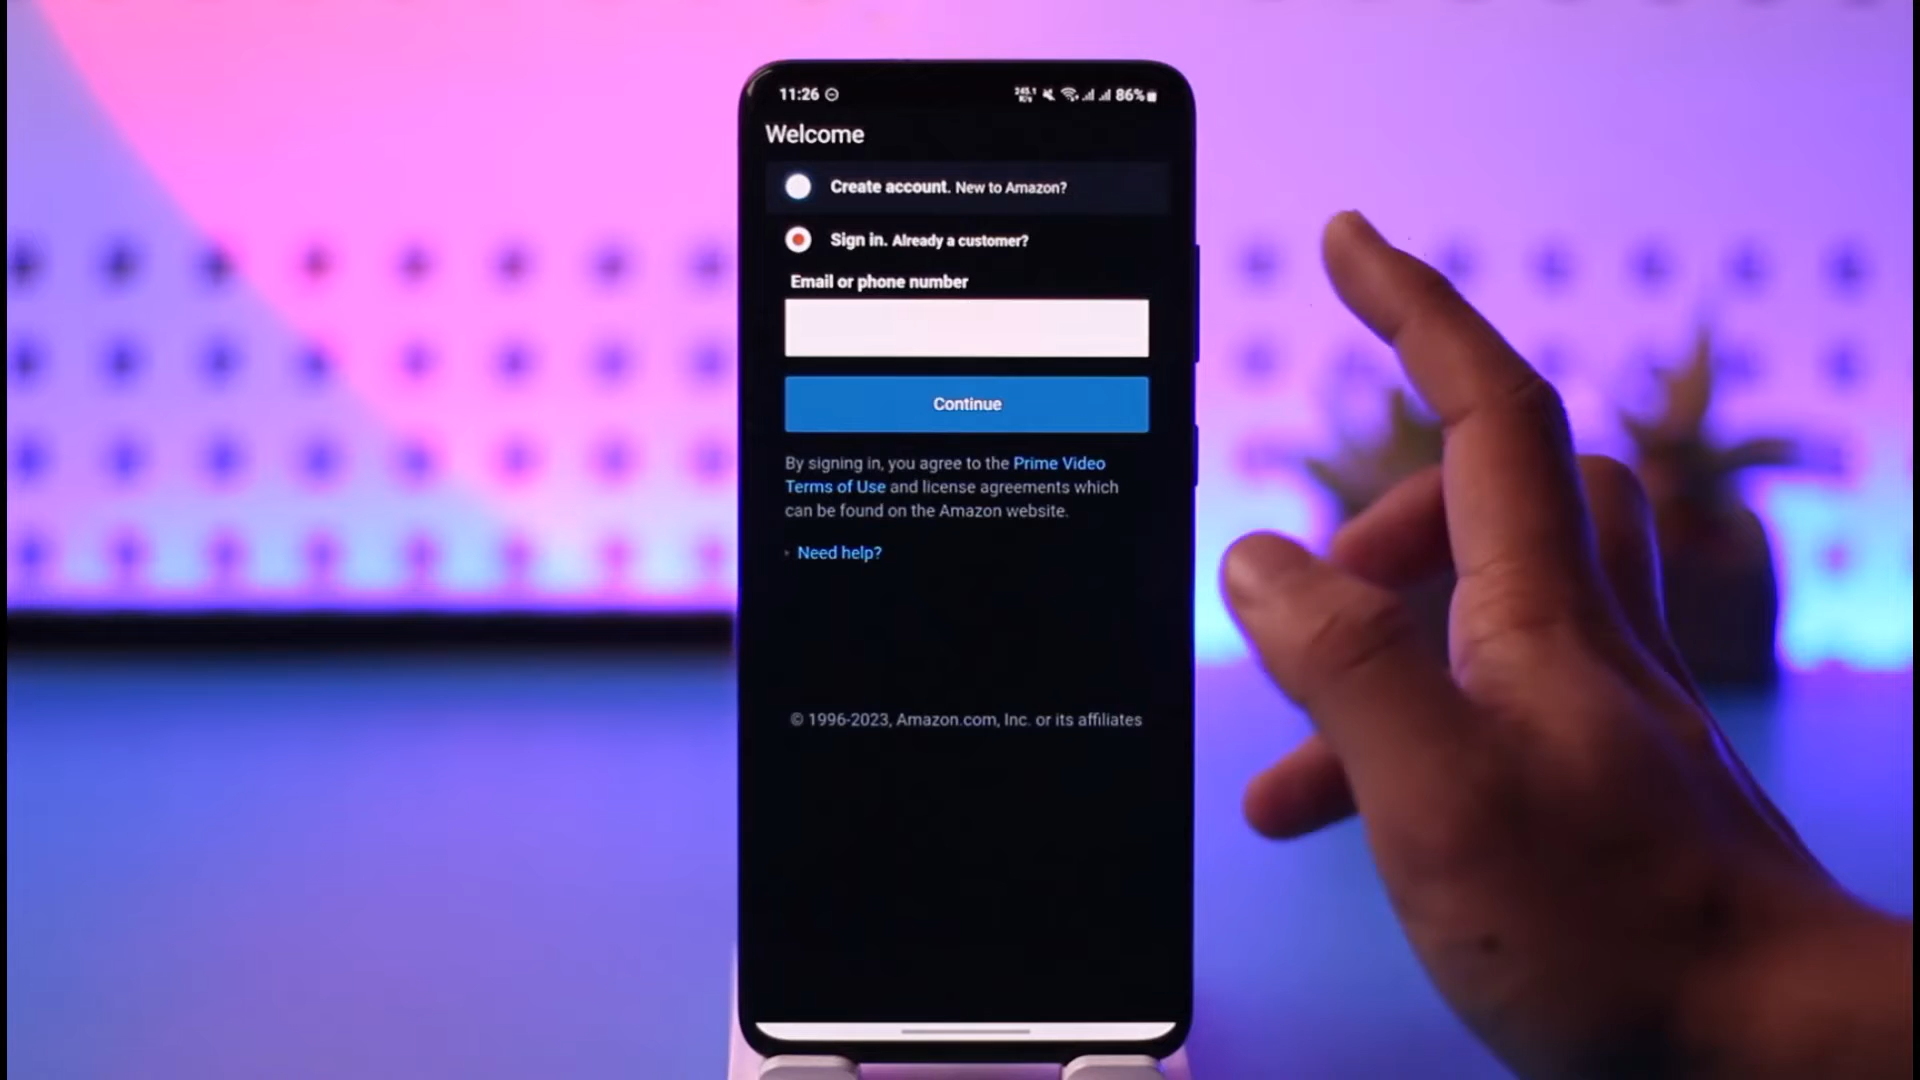 11:26
86%
Welcome
Create account. New to Amazon?
Sign in. Already a customer?
Email or phone number
Continue
By signing in, you agree to the Prime Video
Terms of Use and license agreements which
can be found on the Amazon website.
Need help?
© 1996-2023, Amazon.com, Inc. or its affiliates